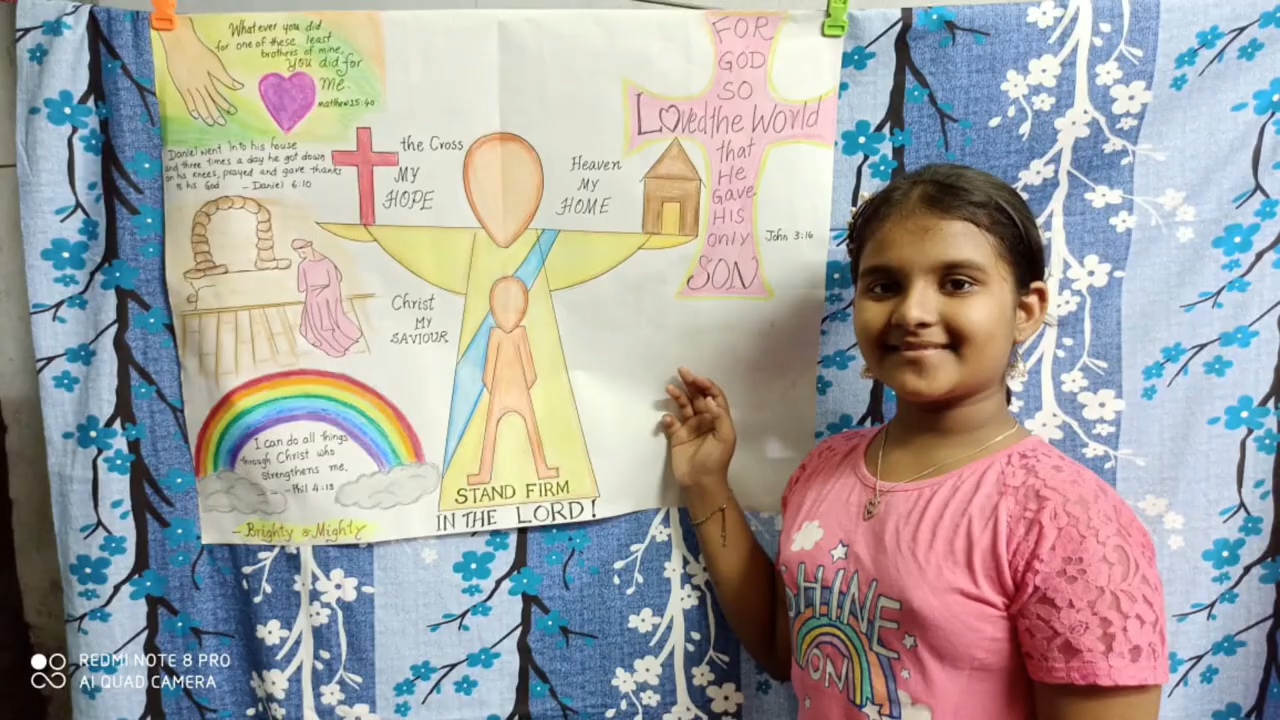 Whatever you did
for one of these least
brothers of mine,
You did for
me.
matthew 25:40
Daniel went into his house
and three times a day he got down
on his knees, prayed and gave thanks
to his God - Daniel 6:10
the Cross
MY
HOPE
Heaven
MY
HOME
FOR
GOD
SO
Loved the World
that
He
Gave
HIS
only
SON
John 3:16
Christ
MY
SAVIOUR
I can do all things
through Christ who
strengthens me.
- Phil 4:13
- Brighty & Mighty
STAND FIRM
IN THE LORD!
SHINE
ON
REDMI NOTE 8 PRO
AI QUAD CAMERA